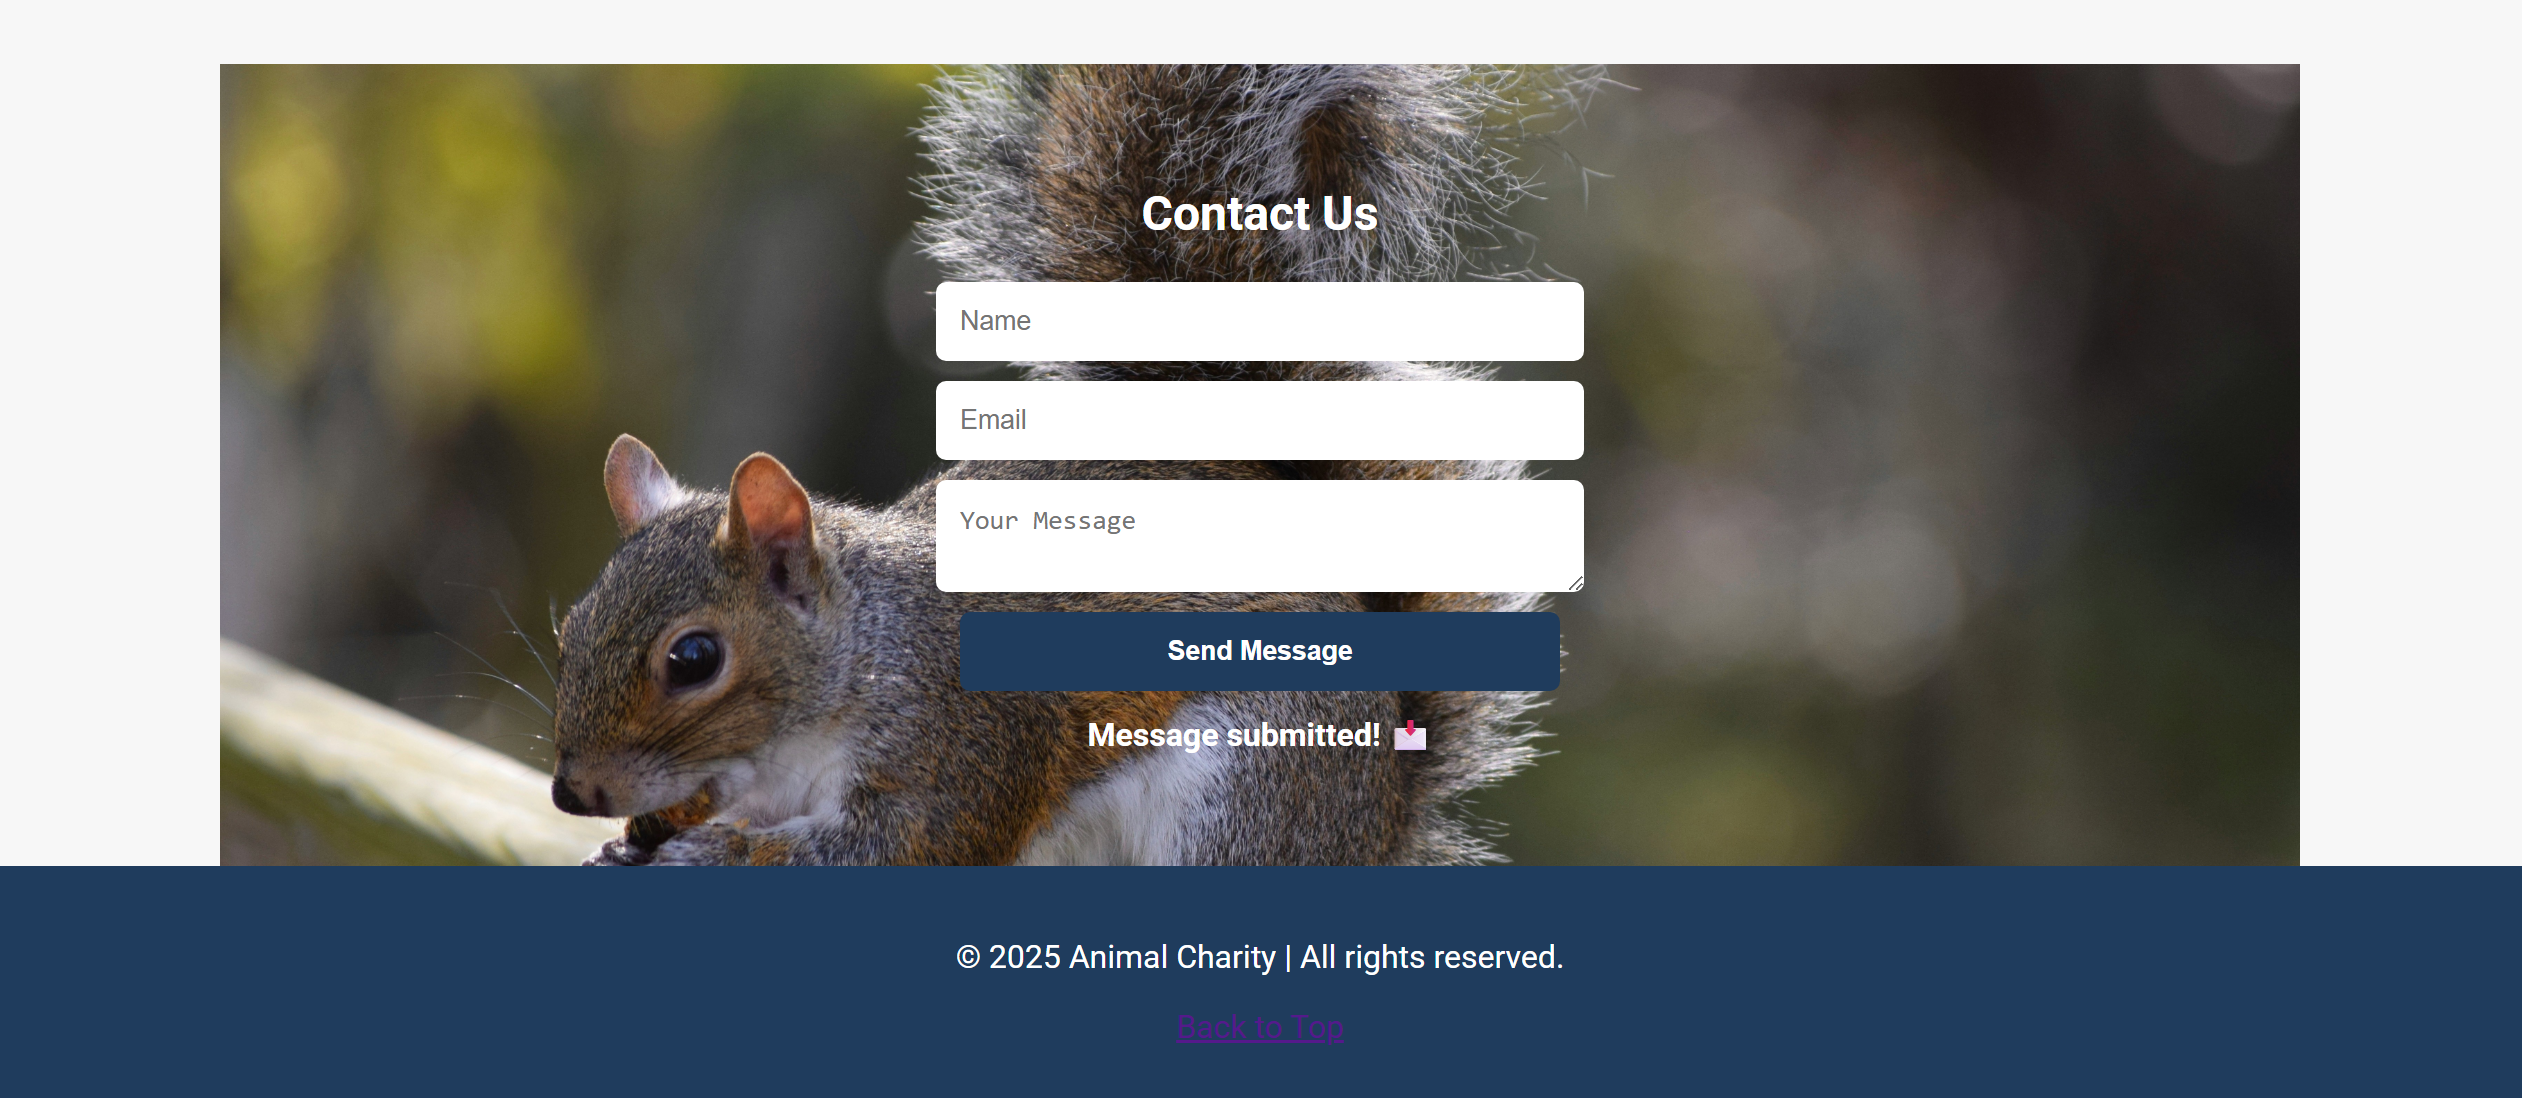 Contact Us
Name
Email
Your Message
Send Message
Message submitted! 📩
© 2025 Animal Charity | All rights reserved.
Back to Top